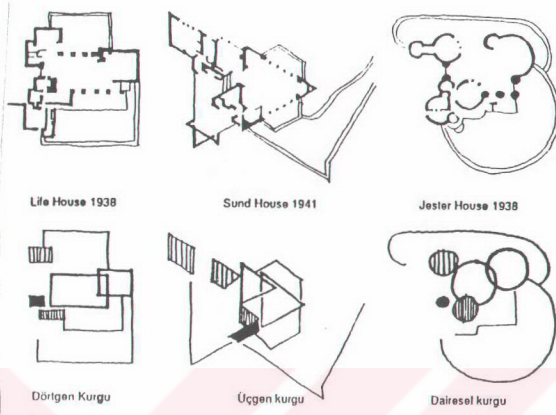 Life House 1938
Sund House 1941
Jester House 1938
Dörtgen Kurgu
Üçgen kurgu
Dairesel kurgu